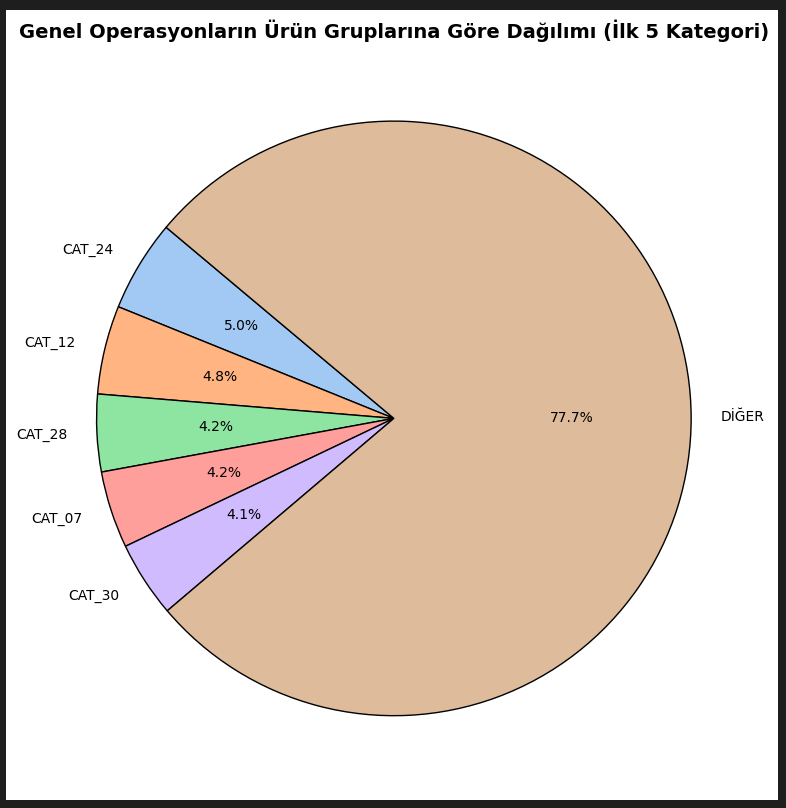 Genel Operasyonların Ürün Gruplarına Göre Dağılımı (İlk 5 Kategori)
CAT_24
5.0%
CAT_12
4.8%
CAT_28
4.2%
DİĞER
77.7%
CAT_07
4.2%
CAT_30
4.1%